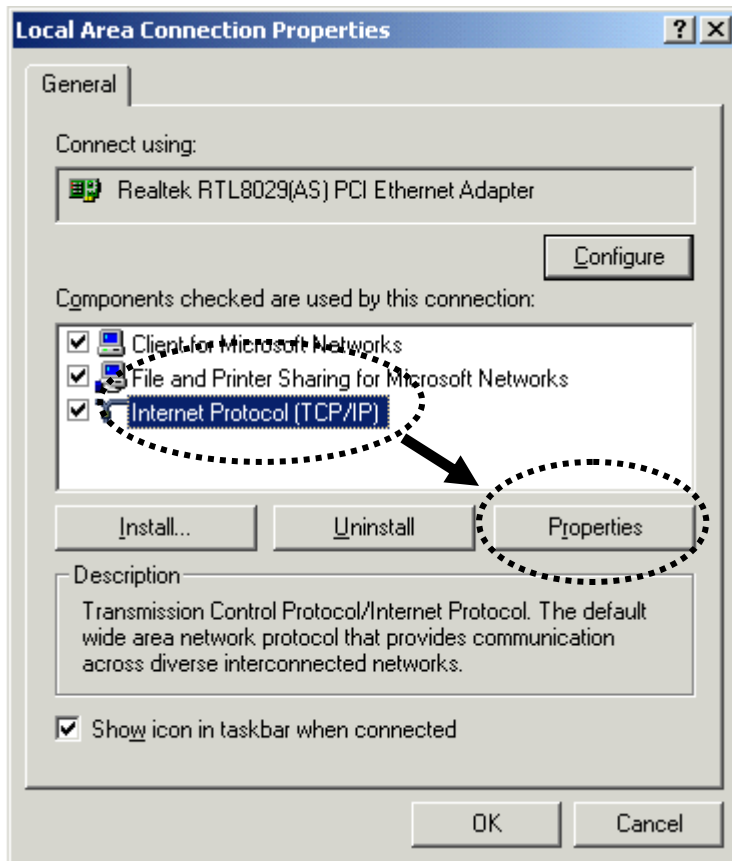 Local Area Connection Properties
General
Connect using:
Realtek RTL8029(AS) PCI Ethernet Adapter
Configure
Components checked are used by this connection:
Client for Microsoft Networks
File and Printer Sharing for Microsoft Networks
Internet Protocol (TCP/IP)
Install... Uninstall Properties
Description
Transmission Control Protocol/Internet Protocol. The default
wide area network protocol that provides communication
across diverse interconnected networks.
Show icon in taskbar when connected
OK Cancel